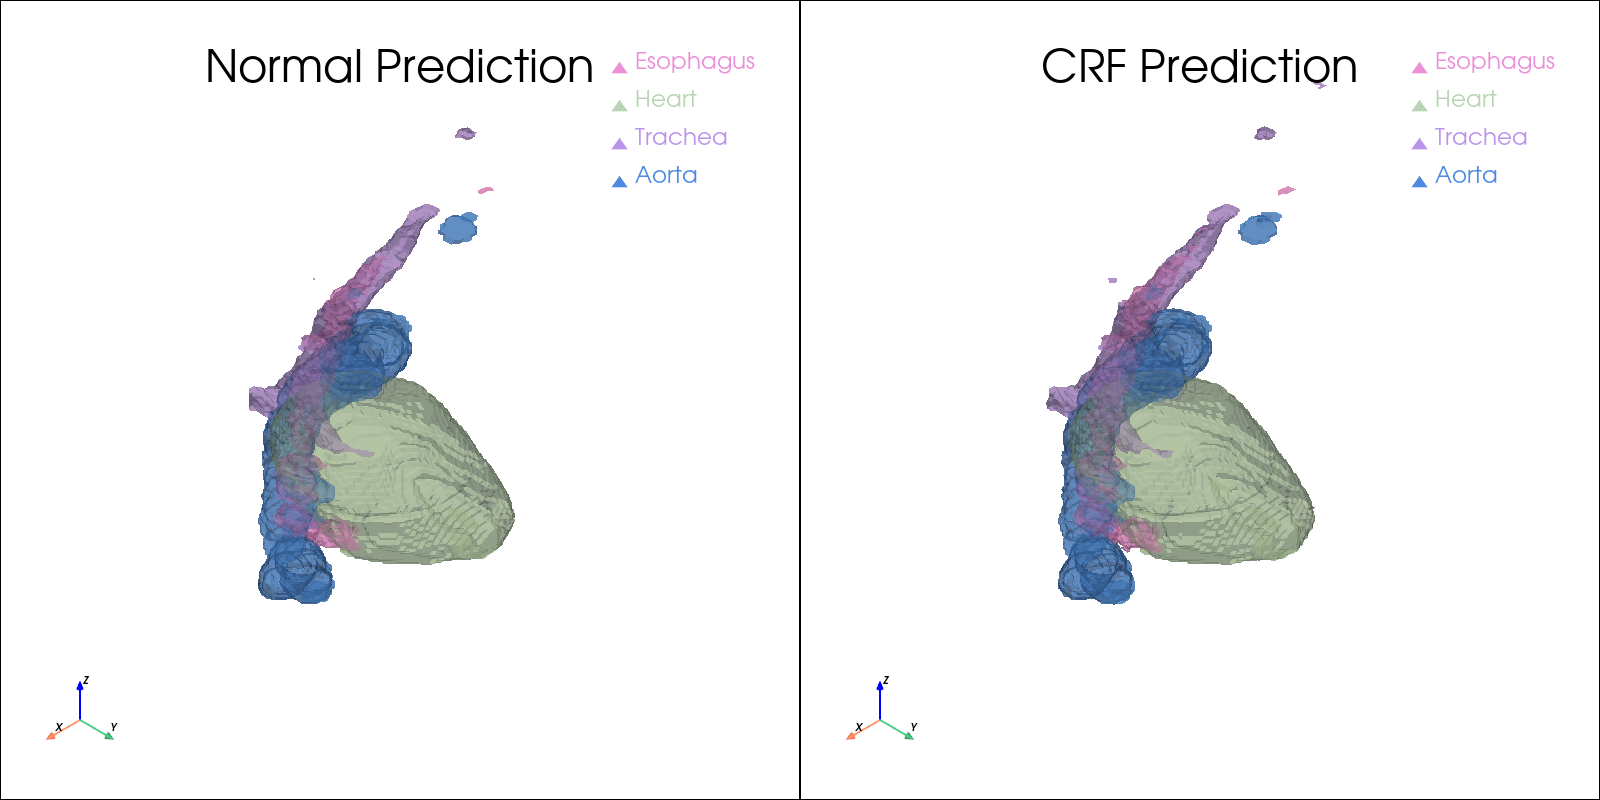 Normal Prediction
Esophagus
Heart
Trachea
Aorta
Z
X
Y
CRF Prediction
Esophagus
Heart
Trachea
Aorta
Z
X
Y